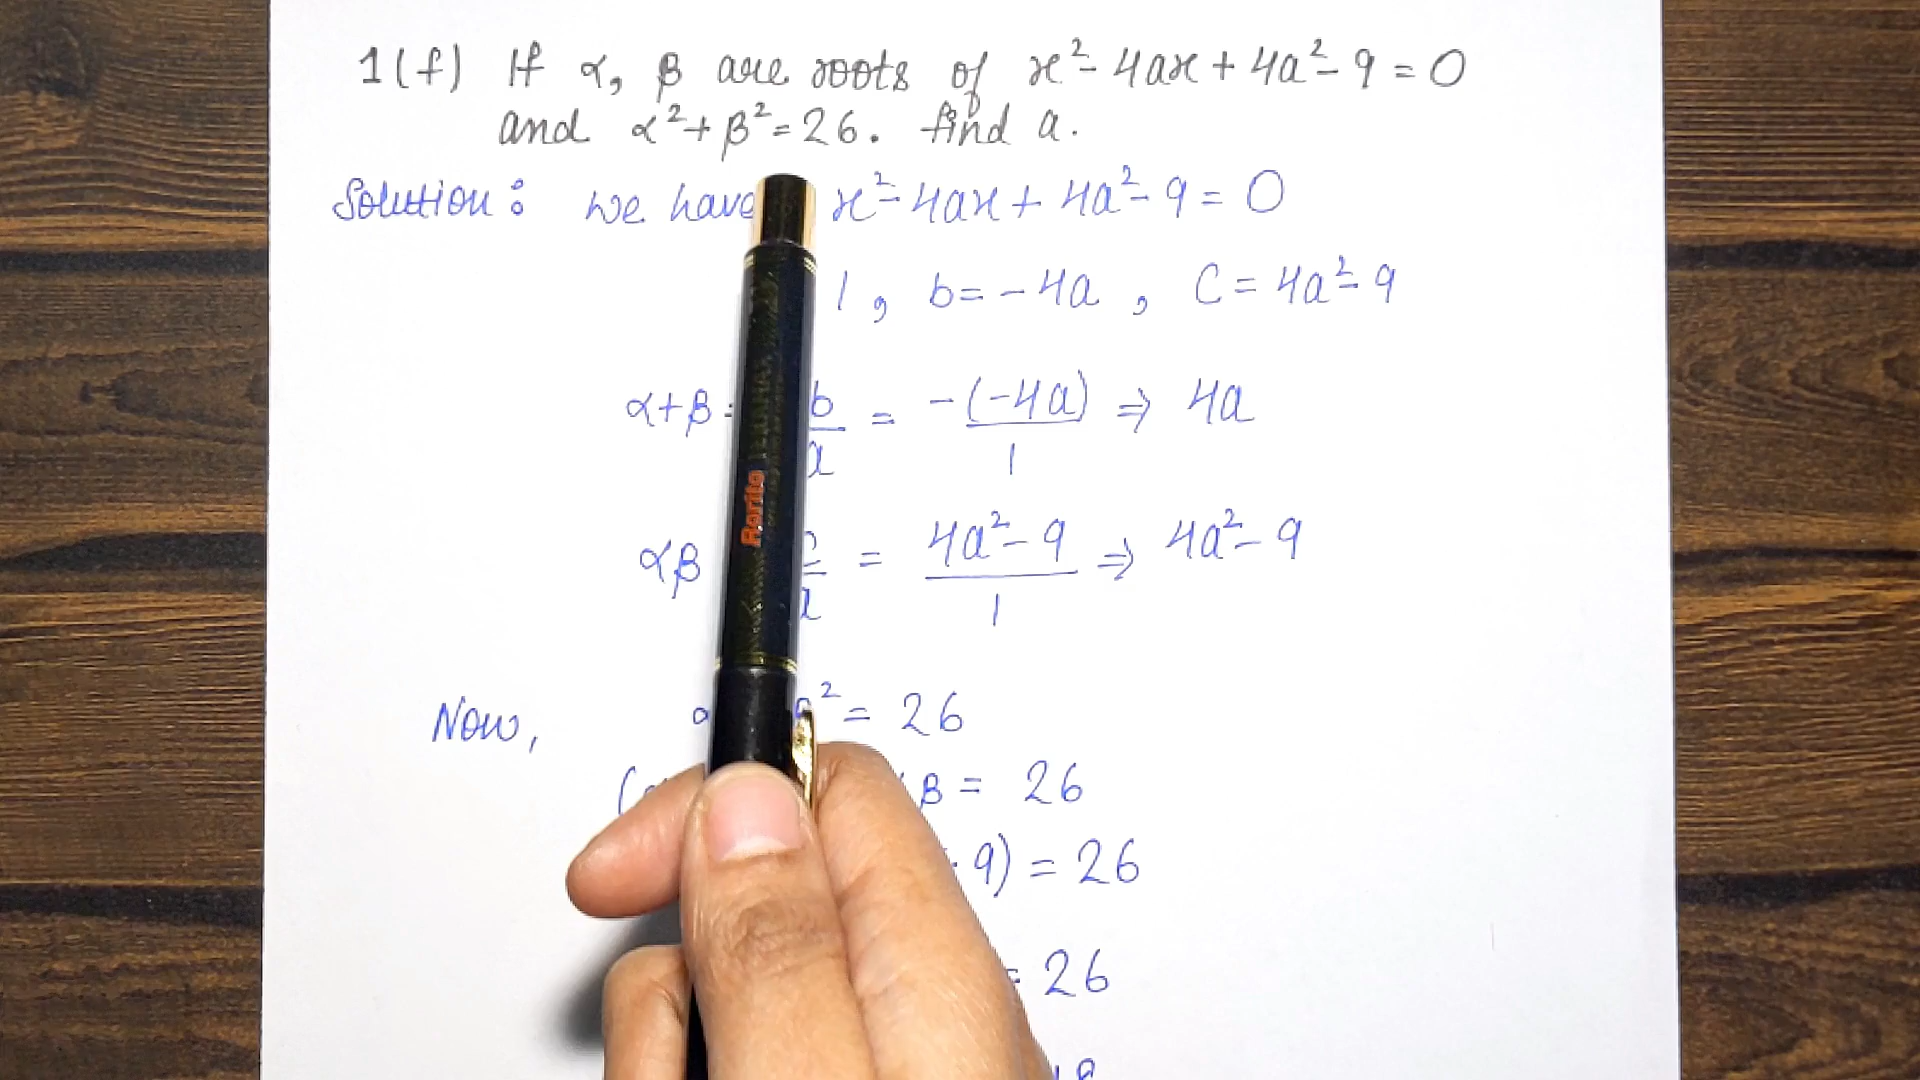 1(f) If α, β are roots of x² - 4ax + 4a² - 9 = 0
and α² + β² = 26. find a.
Solution: we have x² - 4ax + 4a² - 9 = 0
1, b = -4a, C = 4a² - 9
α+β = b/a = -(-4a)/1 ⇒ 4a
αβ = (4a² - 9)/1 ⇒ 4a² - 9
Now, ² = 26
β = 26
9) = 26
= 26